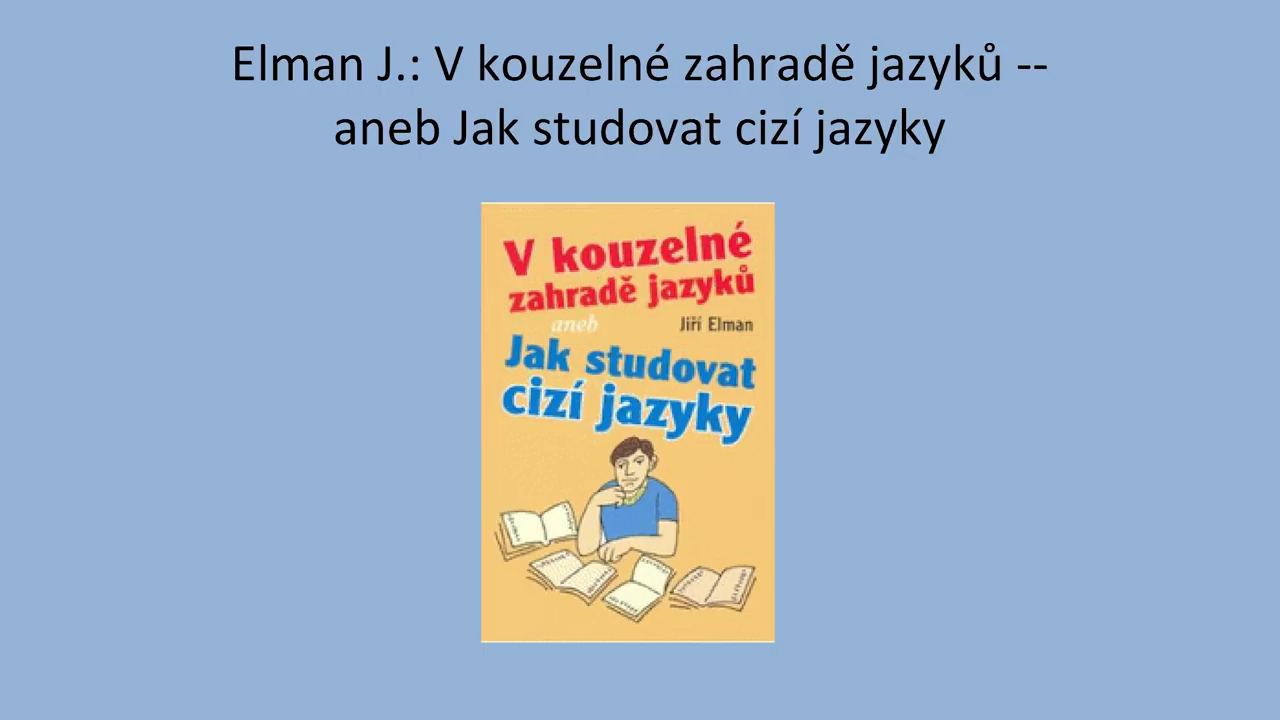 Elman J.: V kouzelné zahradě jazyků --
aneb Jak studovat cizí jazyky
V kouzelné
zahradě jazyků
aneb
Jiří Elman
Jak studovat
cizí jazyky